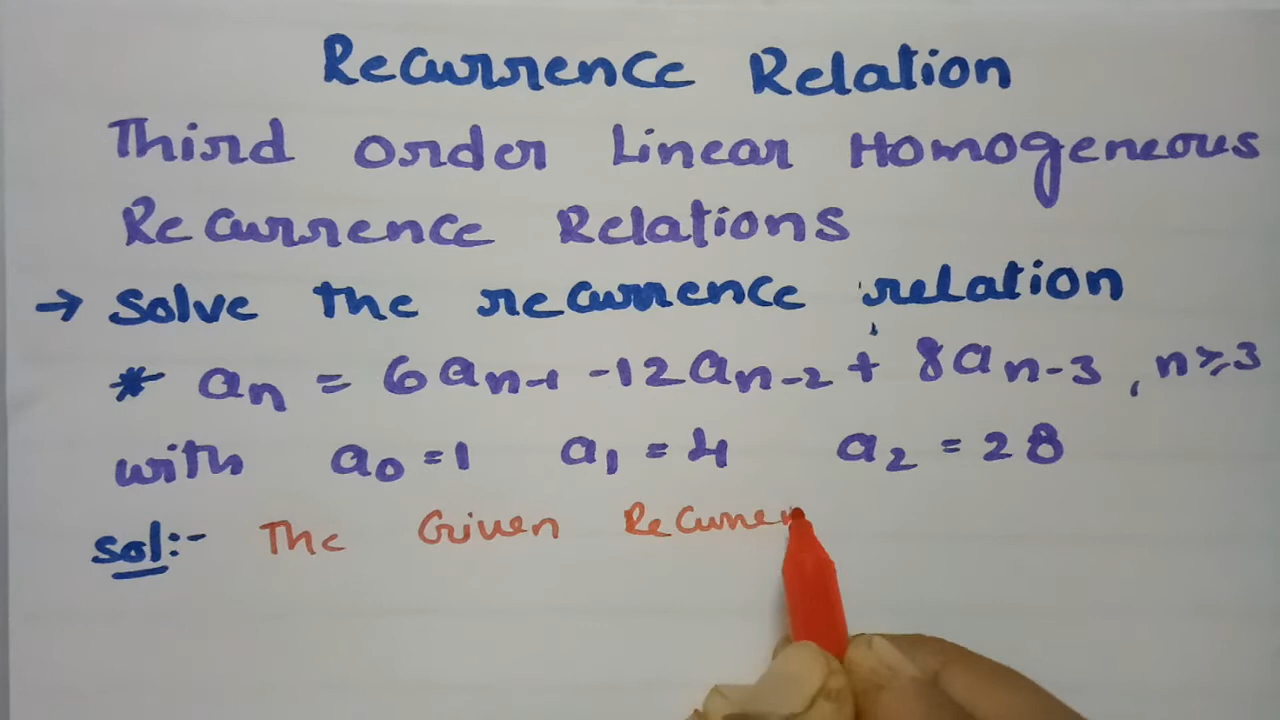 Recurrence Relation
Third Order Linear Homogeneous
Recurrence Relations
→ Solve the recurrence relation
* aₙ = 6aₙ₋₁ -12aₙ₋₂ + 8aₙ₋₃ , n≥3
with a₀=1 a₁=4 a₂=28
Sol:- The Given Recurren